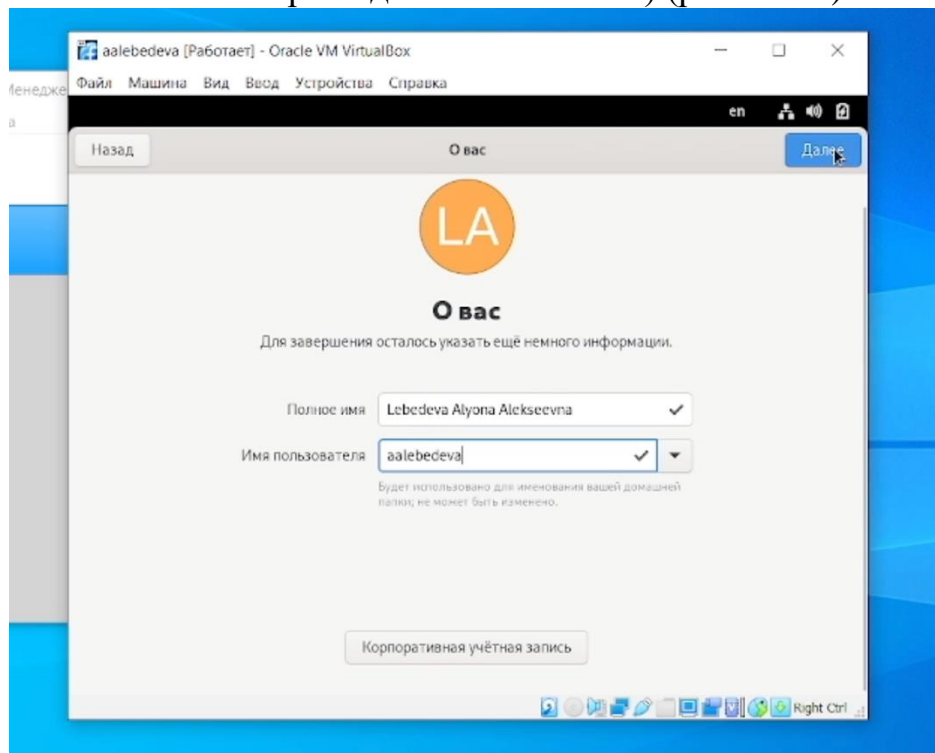 aalebedeva [Работает] - Oracle VM VirtualBox
Файл Машина Вид Ввод Устройства Справка
en
Назад О вас Далее
LA
О вас
Для завершения осталось указать ещё немного информации.
Полное имя Lebedeva Alyona Alekseevna
Имя пользователя aalebedeva
Будет использовано для именования вашей домашней
папки; не может быть изменено.
Корпоративная учётная запись
Right Ctrl